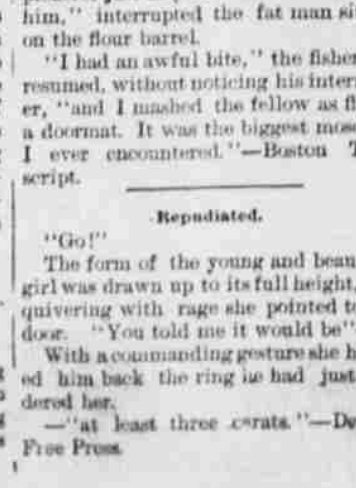 him," interrupted the fat man si
on the flour barrel.
"I had an awful bite," the fisher
resumed, without noticing his inter
er, "and I mashed the fellow as fl
a doormat. It was the biggest mos
I ever encountered."—Boston T
script.
Repudiated.
"Go!"
The form of the young and beau
girl was drawn up to its full height,
quivering with rage she pointed to
door. "You told me it would be"
With a commanding gesture she h
ed him back the ring he had just
dered her.
—"at least three carats."—De
Free Press